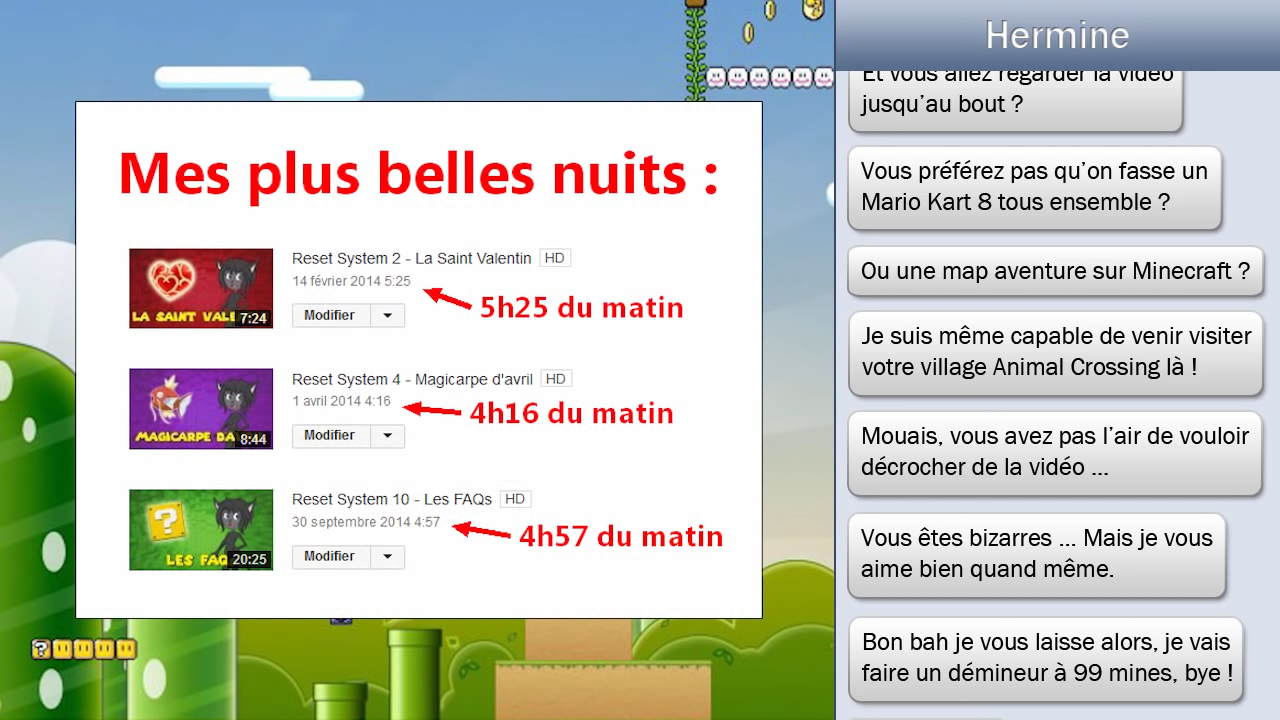 Mes plus belles nuits :
LA SAINT VALE
7:24
Reset System 2 - La Saint Valentin HD
14 février 2014 5:25
5h25 du matin
Modifier
MAGICARPE DA
8:44
Reset System 4 - Magicarpe d'avril HD
1 avril 2014 4:16
4h16 du matin
Modifier
?
LES FAQ
20:25
Reset System 10 - Les FAQs HD
30 septembre 2014 4:57
4h57 du matin
Modifier
?
Hermine
Et vous allez regarder la vidéo
jusqu’au bout ?
Vous préférez pas qu’on fasse un
Mario Kart 8 tous ensemble ?
Ou une map aventure sur Minecraft ?
Je suis même capable de venir visiter
votre village Animal Crossing là !
Mouais, vous avez pas l’air de vouloir
décrocher de la vidéo ...
Vous êtes bizarres ... Mais je vous
aime bien quand même.
Bon bah je vous laisse alors, je vais
faire un démineur à 99 mines, bye !